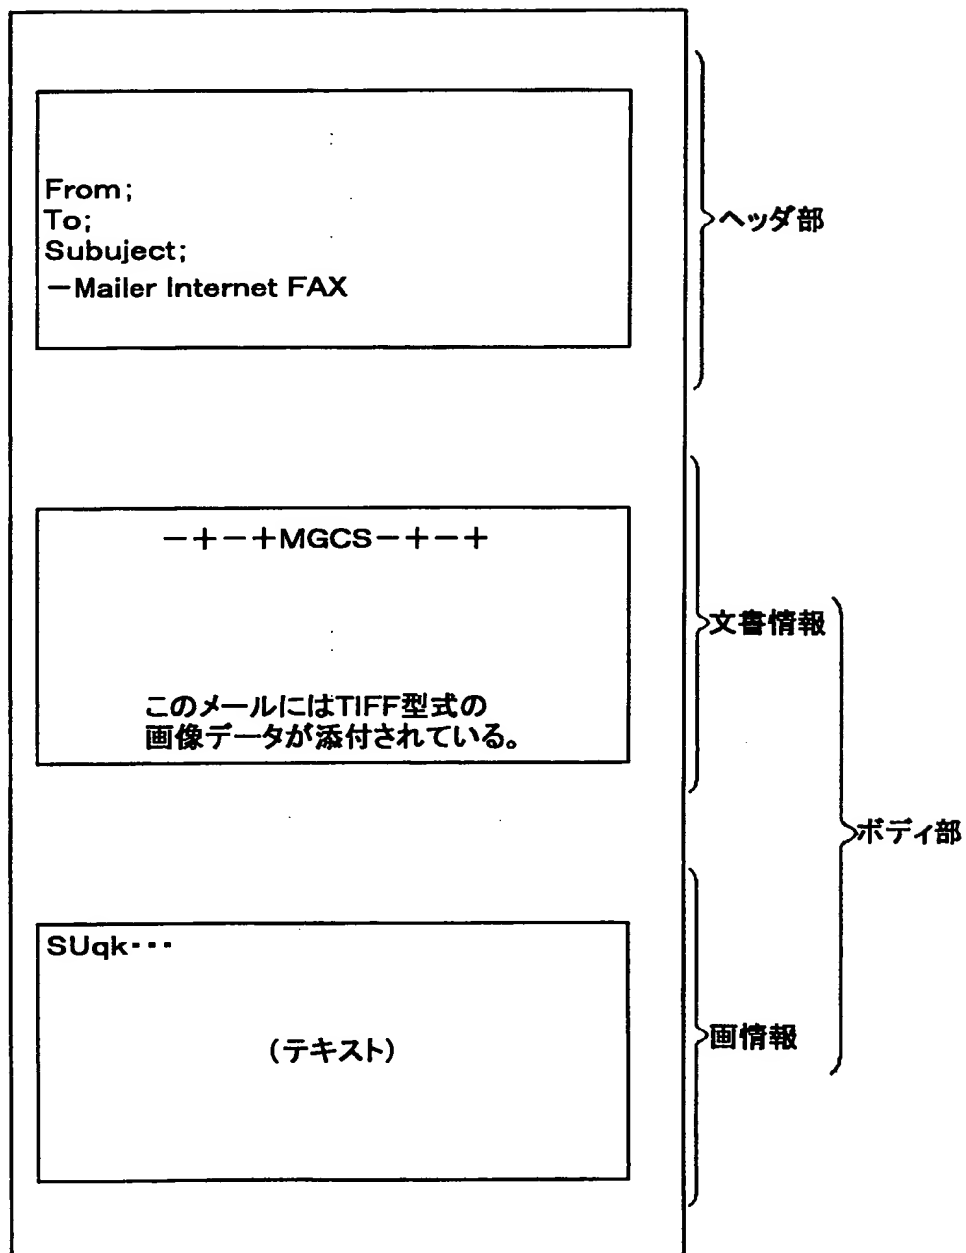 From;
To;
Subuject;
－Mailer Internet FAX
ヘッダ部
－＋－＋MGCS－＋－＋
このメールにはTIFF型式の
画像データが添付されている。
文書情報
ボディ部
SUqk･･･
（テキスト）
画情報